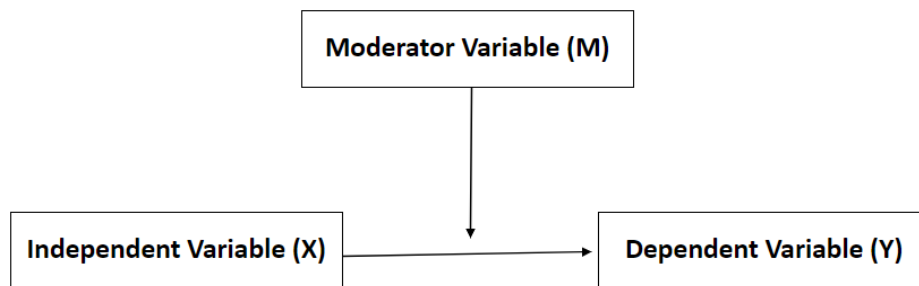 Moderator Variable (M)
Independent Variable (X)
Dependent Variable (Y)